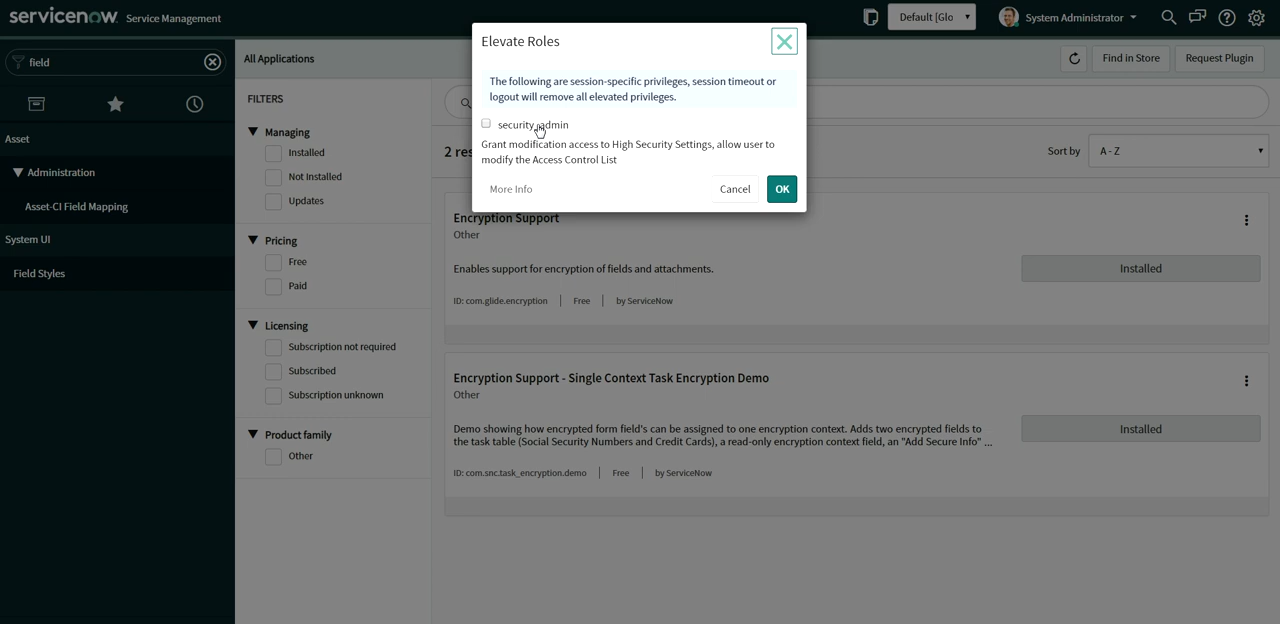 servicenow Service Management
Default [Glo
System Administrator
field
All Applications
Find in Store
Request Plugin
Asset
Administration
Asset-CI Field Mapping
System UI
Field Styles
FILTERS
Managing
Installed
Not Installed
Updates
Pricing
Free
Paid
Licensing
Subscription not required
Subscribed
Subscription unknown
Product family
Other
Elevate Roles
The following are session-specific privileges, session timeout or
logout will remove all elevated privileges.
Grant modification access to High Security Settings, allow user to
modify the Access Control List
More Info
Cancel
OK
Sort by
A - Z
Encryption Support
Other
Enables support for encryption of fields and attachments.
Installed
ID: com.glide.encryption
Free
by ServiceNow
Encryption Support - Single Context Task Encryption Demo
Other
Demo showing how encrypted form field's can be assigned to one encryption context. Adds two encrypted fields to
the task table (Social Security Numbers and Credit Cards), a read-only encryption context field, an "Add Secure Info" ...
Installed
ID: com.snc.task_encryption.demo
Free
by ServiceNow